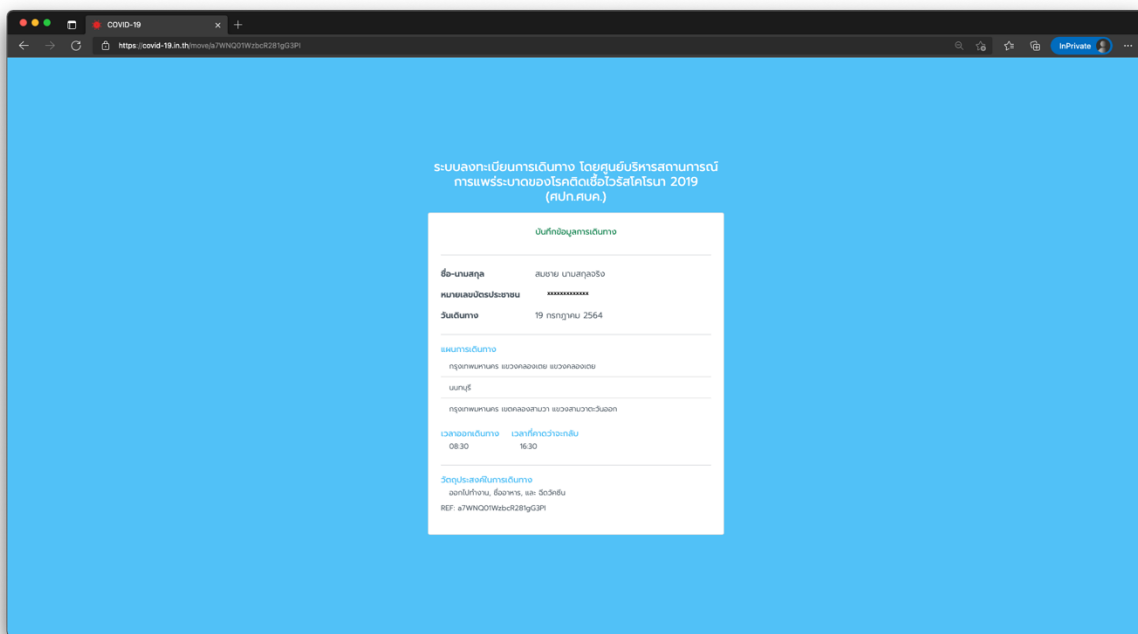 COVID-19
https://covid-19.in.th/move/a7WNQ01WzbcR281gG3PI
InPrivate
ระบบลงทะเบียนการเดินทาง โดยศูนย์บริหารสถานการณ์
การแพร่ระบาดของโรคติดเชื้อไวรัสโคโรนา 2019
(ศปก.ศบค.)
บันทึกข้อมูลการเดินทาง
ชื่อ-นามสกุล สมชาย นามสกุลจริง
หมายเลขบัตรประชาชน xxxxxxxxxxxxx
วันเดินทาง 19 กรกฎาคม 2564
แผนการเดินทาง
กรุงเทพมหานคร แขวงคลองเตย แขวงคลองเตย
นนทบุรี
กรุงเทพมหานคร เขตคลองสามวา แขวงสามวาตะวันออก
เวลาออกเดินทาง เวลาที่คาดว่าจะกลับ
08:30 16:30
วัตถุประสงค์ในการเดินทาง
ออกไปทำงาน, ซื้ออาหาร, และ ฉีดวัคซีน
REF: a7WNQ01WzbcR281gG3PI